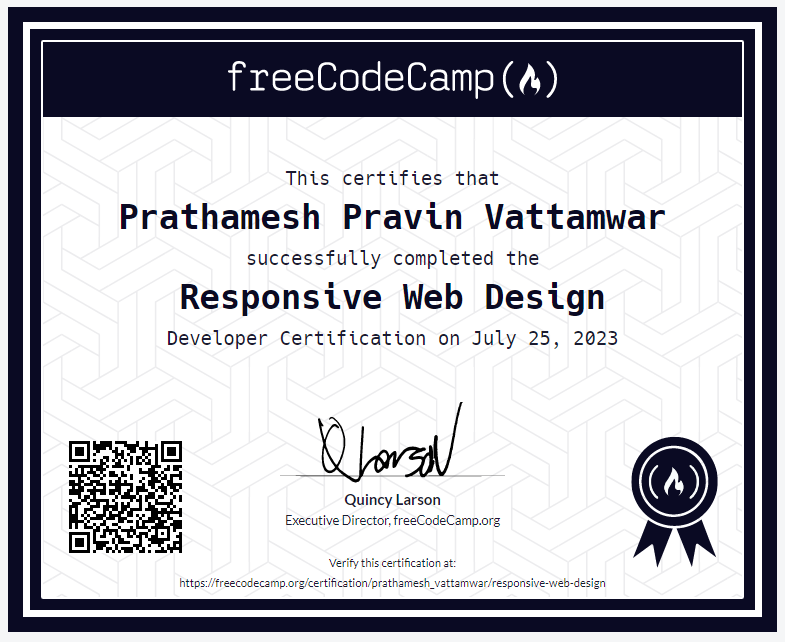 freeCodeCamp
This certifies that
Prathamesh Pravin Vattamwar
successfully completed the
Responsive Web Design
Developer Certification on July 25, 2023
Quincy Larson
Executive Director, freeCodeCamp.org
Verify this certification at:
https://freecodecamp.org/certification/prathamesh_vattamwar/responsive-web-design